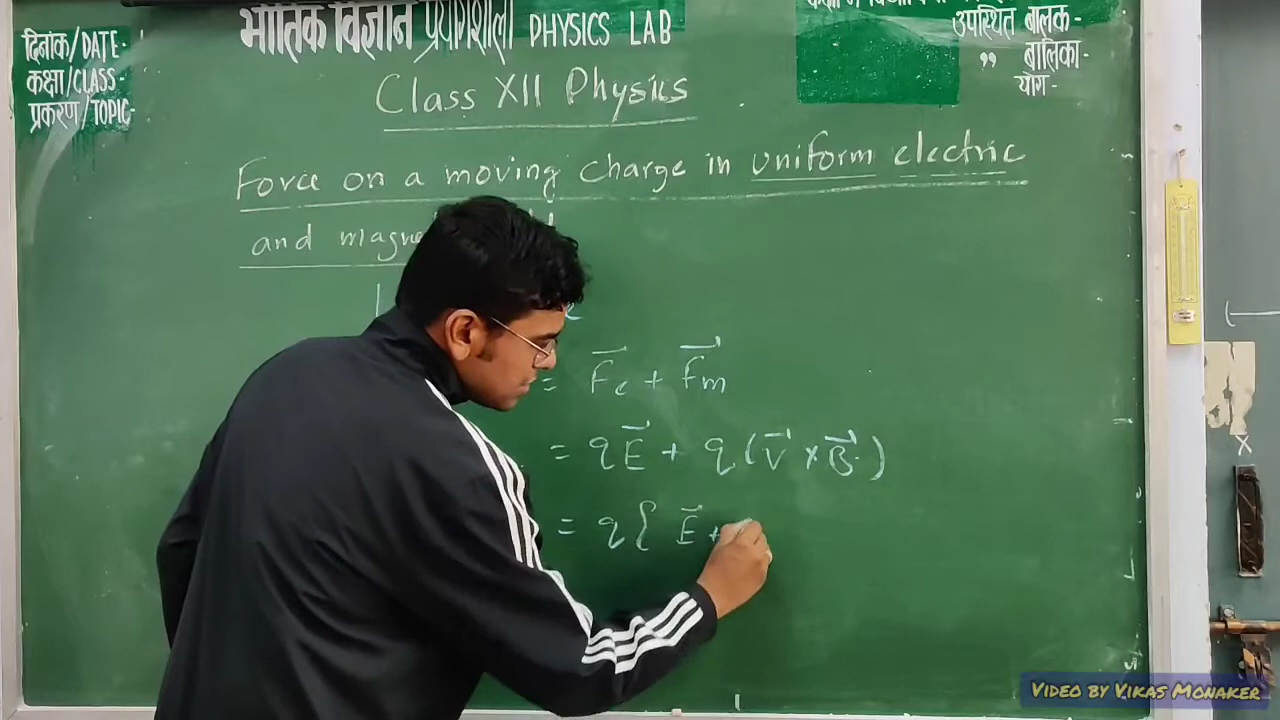 दिनांक/DATE-
कक्षा/CLASS-
प्रकरण/TOPIC-
भौतिक विज्ञान प्रयोगशाला PHYSICS LAB
उपस्थित बालक-
,, बालिका-
योग-
Class XII Physics
Force on a moving charge in uniform electric
and
= F⃗e + F⃗m
= qE⃗ + q(V⃗ × B⃗)
= q{ E⃗ +
VIDEO BY VIKAS MONAKER